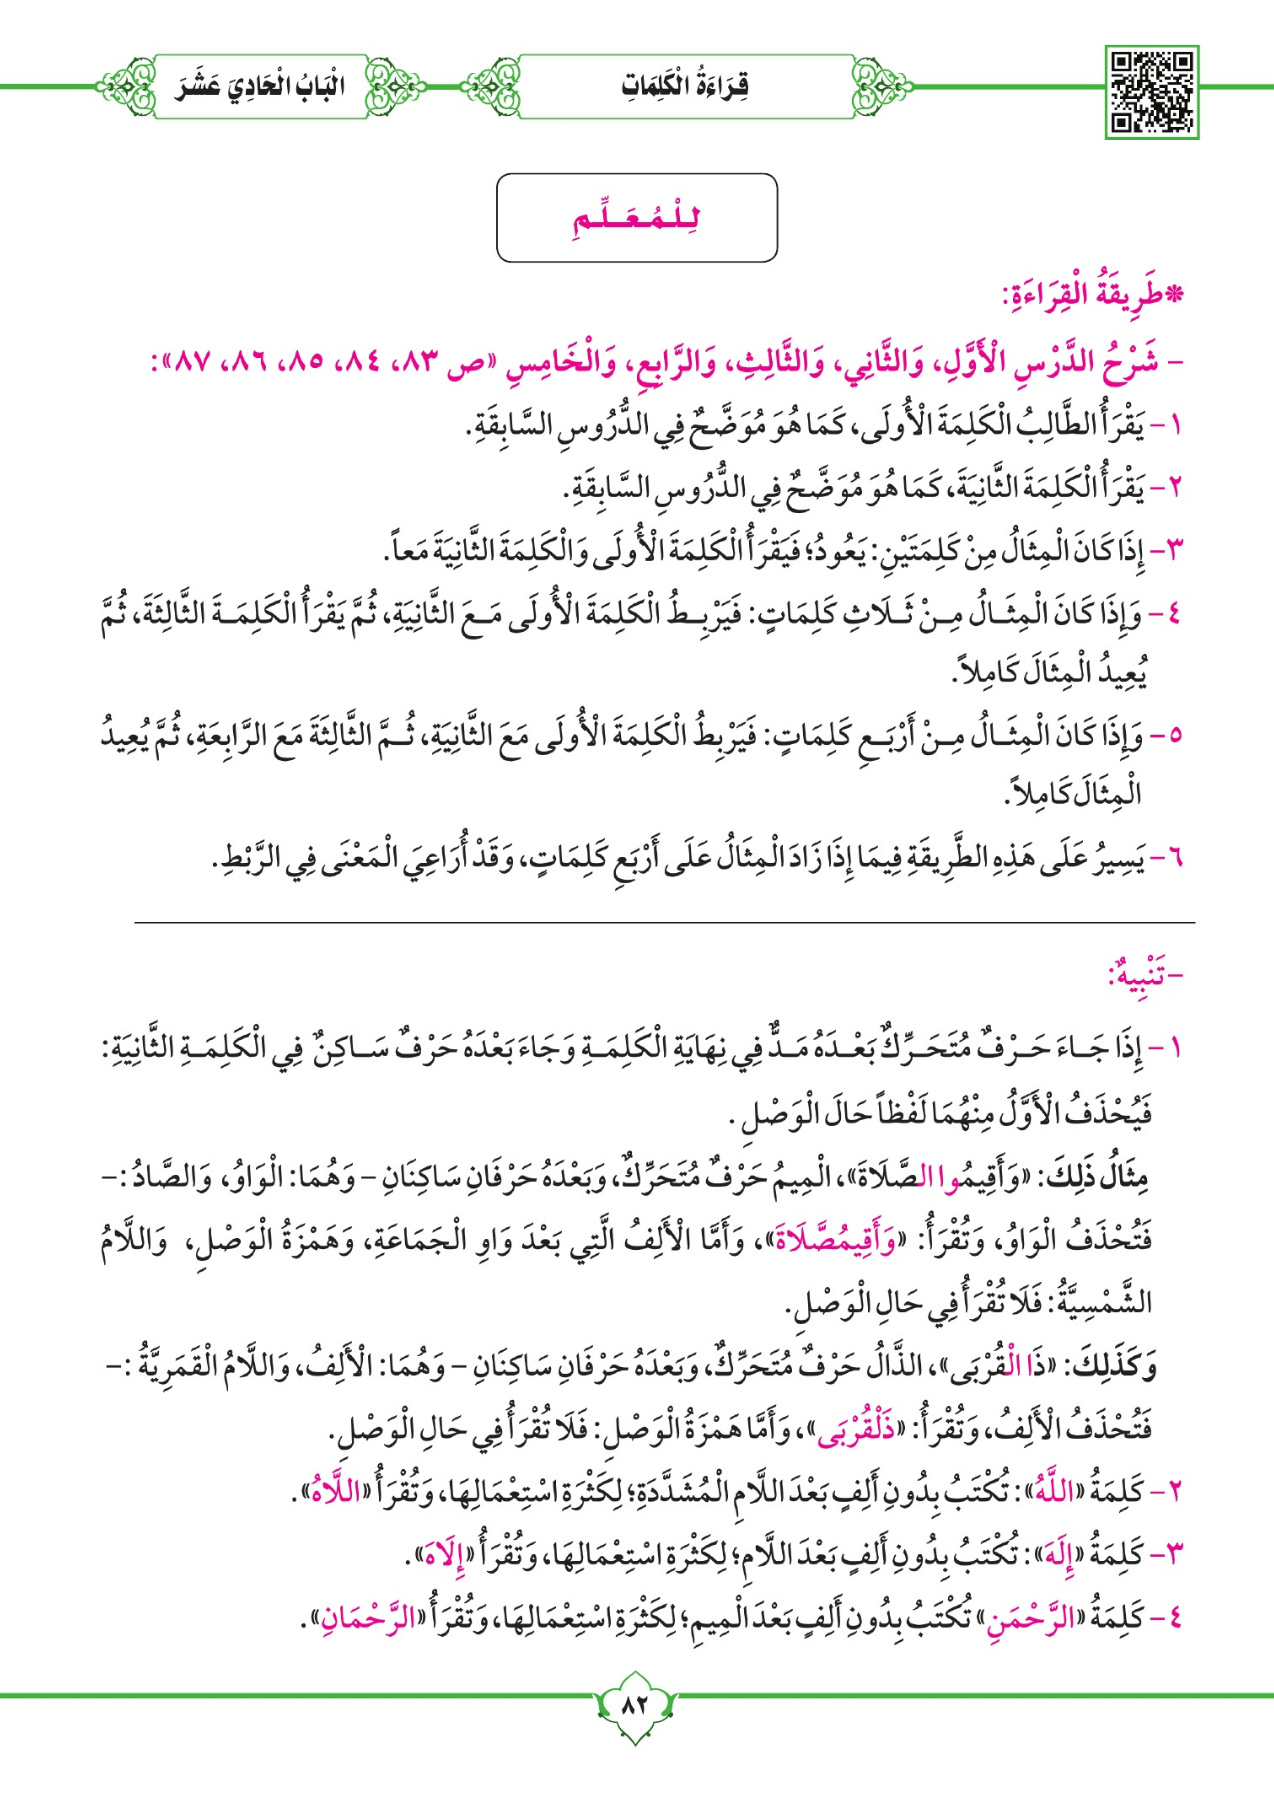 قِرَاءَةُ الْكَلِمَاتِ
الْبَابُ الْحَادِيَ عَشَرَ
لِلْمُعَلِّمِ
*طَرِيقَةُ الْقِرَاءَةِ:
- شَرْحُ الدَّرْسِ الْأَوَّلِ، وَالثَّانِي، وَالثَّالِثِ، وَالرَّابِعِ، وَالْخَامِسِ «ص ٨٣، ٨٤، ٨٥، ٨٦، ٨٧»:
١- يَقْرَأُ الطَّالِبُ الْكَلِمَةَ الْأُولَى، كَمَا هُوَ مُوَضَّحٌ فِي الدُّرُوسِ السَّابِقَةِ.
٢- يَقْرَأُ الْكَلِمَةَ الثَّانِيَةَ، كَمَا هُوَ مُوَضَّحٌ فِي الدُّرُوسِ السَّابِقَةِ.
٣- إِذَا كَانَ الْمِثَالُ مِنْ كَلِمَتَيْنِ: يَعُودُ؛ فَيَقْرَأُ الْكَلِمَةَ الْأُولَى وَالْكَلِمَةَ الثَّانِيَةَ مَعاً.
٤- وَإِذَا كَانَ الْمِثَالُ مِنْ ثَلَاثِ كَلِمَاتٍ: فَيَرْبِطُ الْكَلِمَةَ الْأُولَى مَعَ الثَّانِيَةِ، ثُمَّ يَقْرَأُ الْكَلِمَةَ الثَّالِثَةَ، ثُمَّ
يُعِيدُ الْمِثَالَ كَامِلاً.
٥- وَإِذَا كَانَ الْمِثَالُ مِنْ أَرْبَعِ كَلِمَاتٍ: فَيَرْبِطُ الْكَلِمَةَ الْأُولَى مَعَ الثَّانِيَةِ، ثُمَّ الثَّالِثَةَ مَعَ الرَّابِعَةِ، ثُمَّ يُعِيدُ
الْمِثَالَ كَامِلاً.
٦- يَسِيرُ عَلَى هَذِهِ الطَّرِيقَةِ فِيمَا إِذَا زَادَ الْمِثَالُ عَلَى أَرْبَعِ كَلِمَاتٍ، وَقَدْ أُرَاعِيَ الْمَعْنَى فِي الرَّبْطِ.
- تَنْبِيهٌ:
١- إِذَا جَاءَ حَرْفٌ مُتَحَرِّكٌ بَعْدَهُ مَدٌّ فِي نِهَايَةِ الْكَلِمَةِ وَجَاءَ بَعْدَهُ حَرْفٌ سَاكِنٌ فِي الْكَلِمَةِ الثَّانِيَةِ:
فَيُحْذَفُ الْأَوَّلُ مِنْهُمَا لَفْظاً حَالَ الْوَصْلِ.
مِثَالُ ذَلِكَ: «وَأَقِيمُوا الصَّلَاةَ»، الْمِيمُ حَرْفٌ مُتَحَرِّكٌ، وَبَعْدَهُ حَرْفَانِ سَاكِنَانِ - وَهُمَا: الْوَاوُ، وَالصَّادُ :-
فَتُحْذَفُ الْوَاوُ، وَتُقْرَأُ: «وَأَقِيمُصَّلَاةَ»، وَأَمَّا الْأَلِفُ الَّتِي بَعْدَ وَاوِ الْجَمَاعَةِ، وَهَمْزَةُ الْوَصْلِ، وَاللَّامُ
الشَّمْسِيَّةُ: فَلَا تُقْرَأُ فِي حَالِ الْوَصْلِ.
وَكَذَلِكَ: «ذَا الْقُرْبَى»، الذَّالُ حَرْفٌ مُتَحَرِّكٌ، وَبَعْدَهُ حَرْفَانِ سَاكِنَانِ - وَهُمَا: الْأَلِفُ، وَاللَّامُ الْقَمَرِيَّةُ :-
فَتُحْذَفُ الْأَلِفُ، وَتُقْرَأُ: «ذَلْقُرْبَى»، وَأَمَّا هَمْزَةُ الْوَصْلِ: فَلَا تُقْرَأُ فِي حَالِ الْوَصْلِ.
٢- كَلِمَةُ «اللَّهُ»: تُكْتَبُ بِدُونِ أَلِفٍ بَعْدَ اللَّامِ الْمُشَدَّدَةِ؛ لِكَثْرَةِ اسْتِعْمَالِهَا، وَتُقْرَأُ «اللَّاهُ».
٣- كَلِمَةُ «إِلَهَ»: تُكْتَبُ بِدُونِ أَلِفٍ بَعْدَ اللَّامِ؛ لِكَثْرَةِ اسْتِعْمَالِهَا، وَتُقْرَأُ «إِلَاهَ».
٤- كَلِمَةُ «الرَّحْمَنِ» تُكْتَبُ بِدُونِ أَلِفٍ بَعْدَ الْمِيمِ؛ لِكَثْرَةِ اسْتِعْمَالِهَا، وَتُقْرَأُ «الرَّحْمَانِ».
٨٢